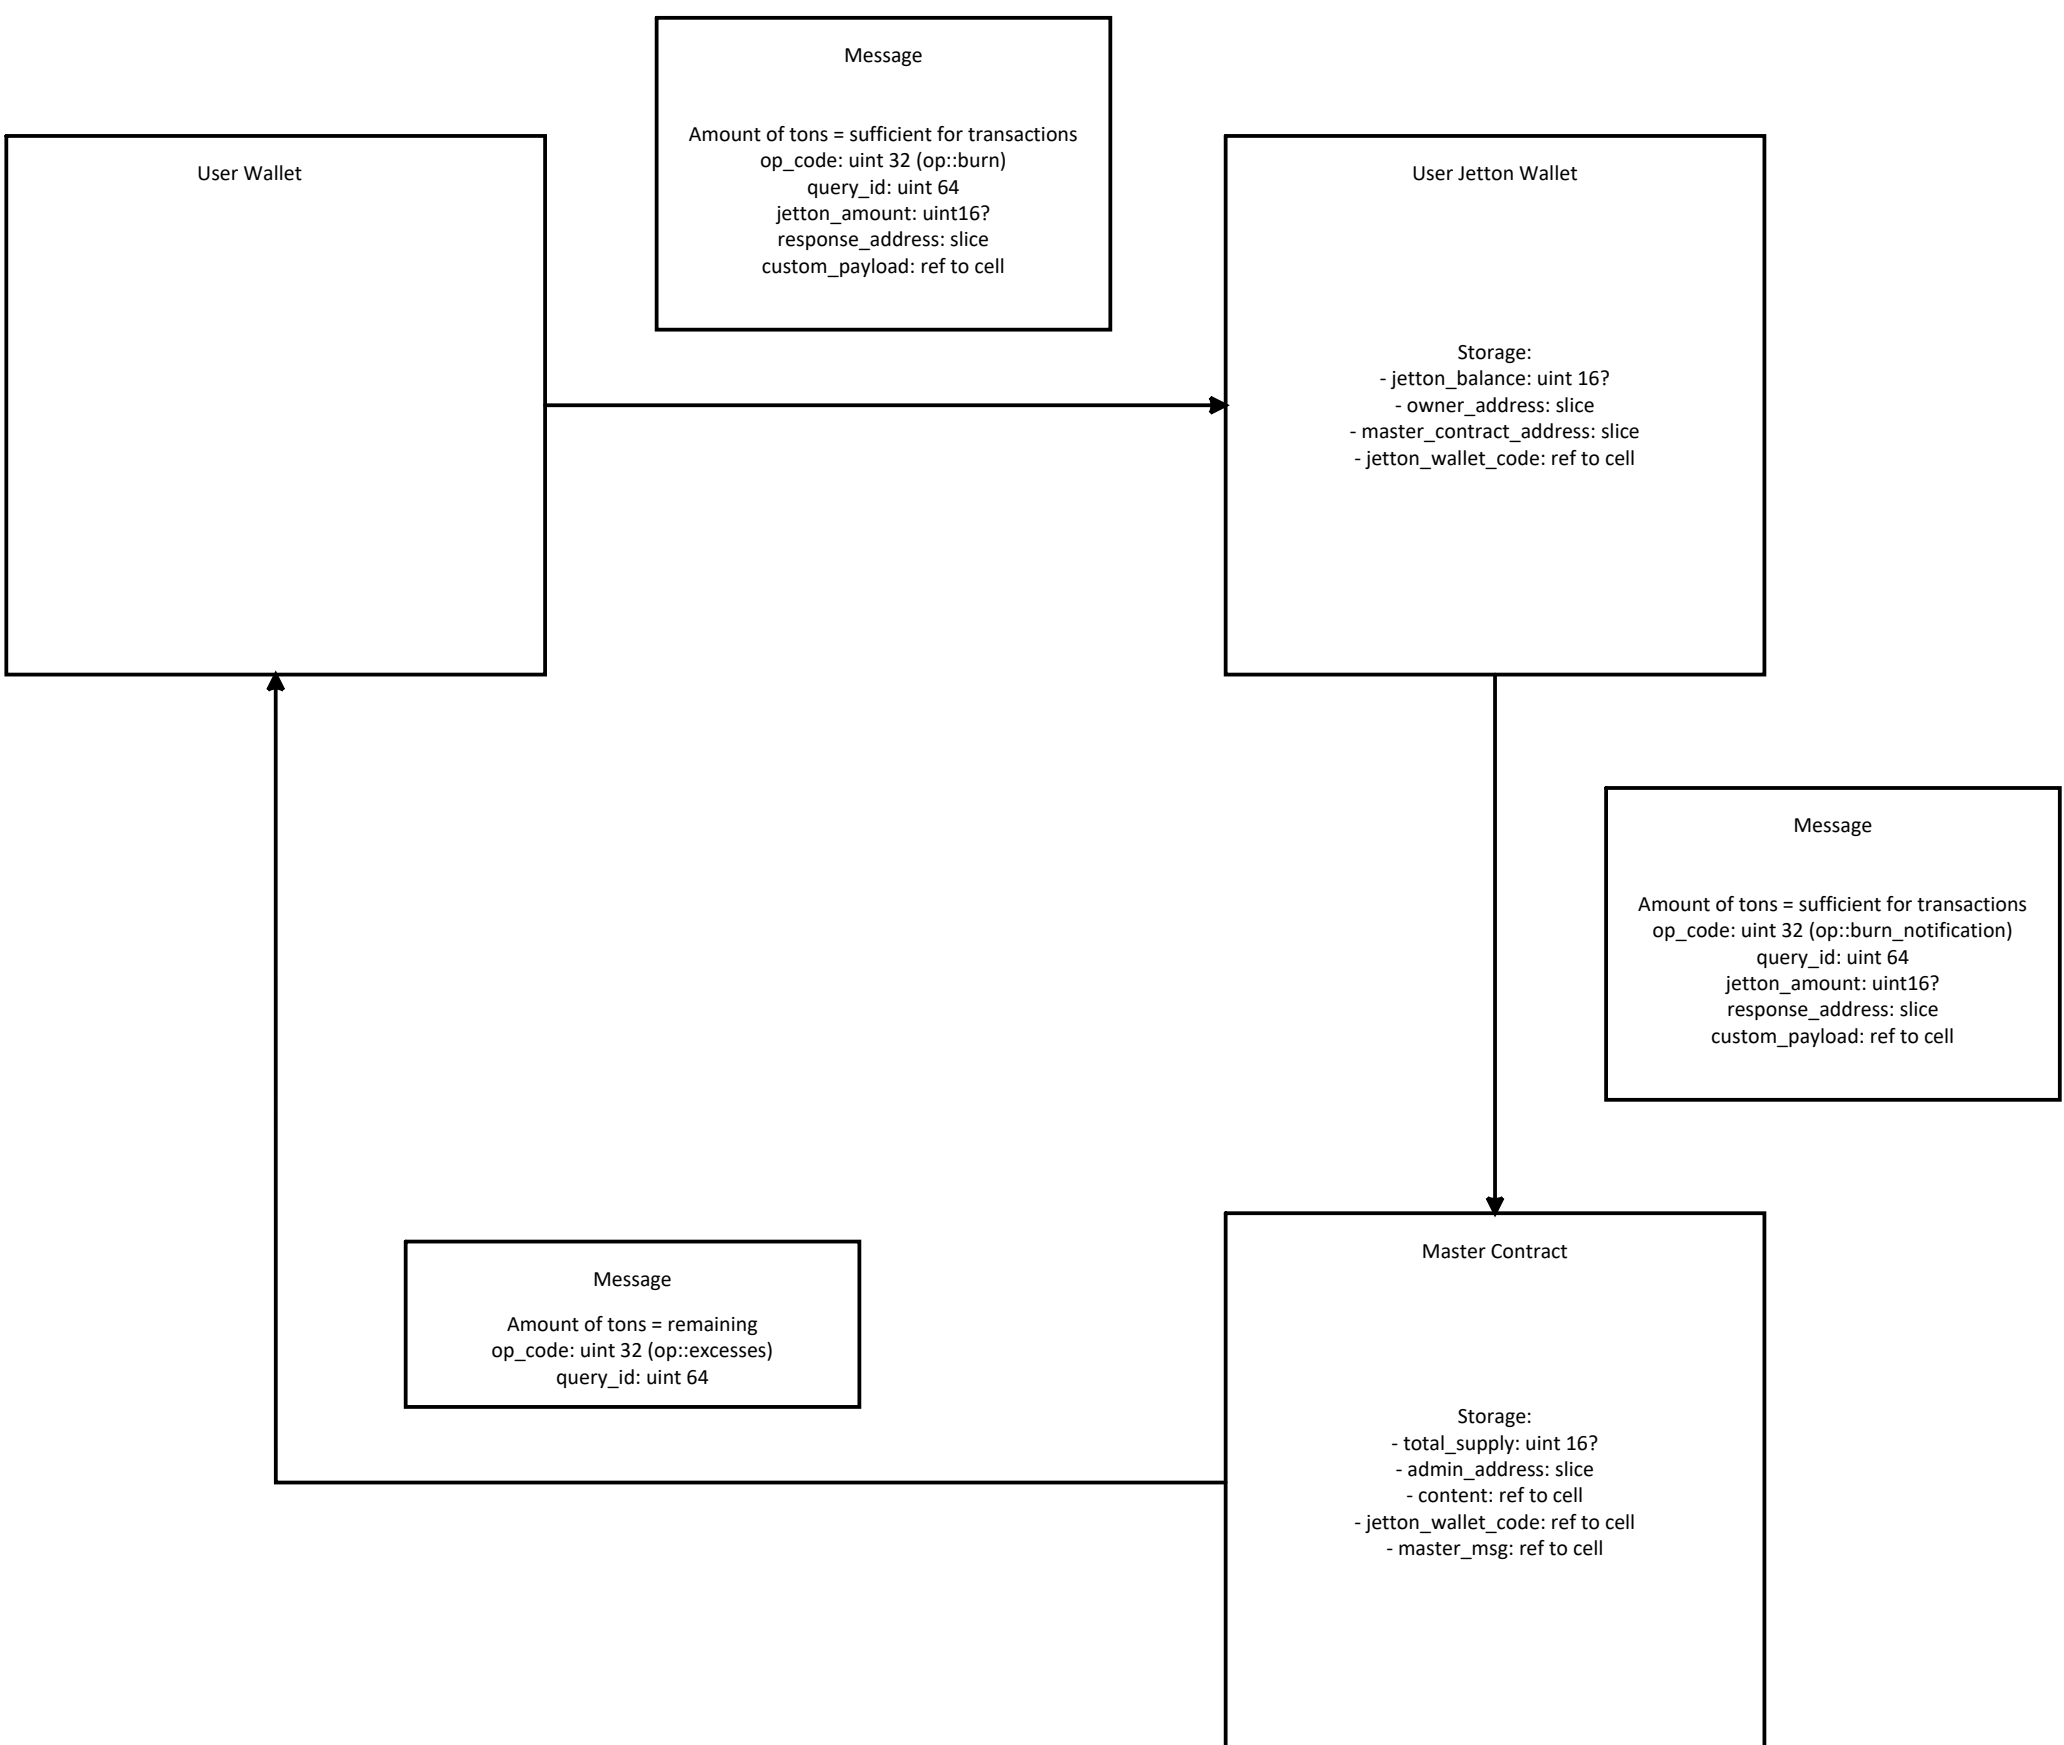 Message
Amount of tons = sufficient for transactions
op_code: uint 32 (op::burn)
query_id: uint 64
jetton_amount: uint16?
response_address: slice
custom_payload: ref to cell
User Wallet
User Jetton Wallet
Storage:
- jetton_balance: uint 16?
- owner_address: slice
- master_contract_address: slice
- jetton_wallet_code: ref to cell
Message
Amount of tons = sufficient for transactions
op_code: uint 32 (op::burn_notification)
query_id: uint 64
jetton_amount: uint16?
response_address: slice
custom_payload: ref to cell
Message
Amount of tons = remaining
op_code: uint 32 (op::excesses)
query_id: uint 64
Master Contract
Storage:
- total_supply: uint 16?
- admin_address: slice
- content: ref to cell
- jetton_wallet_code: ref to cell
- master_msg: ref to cell